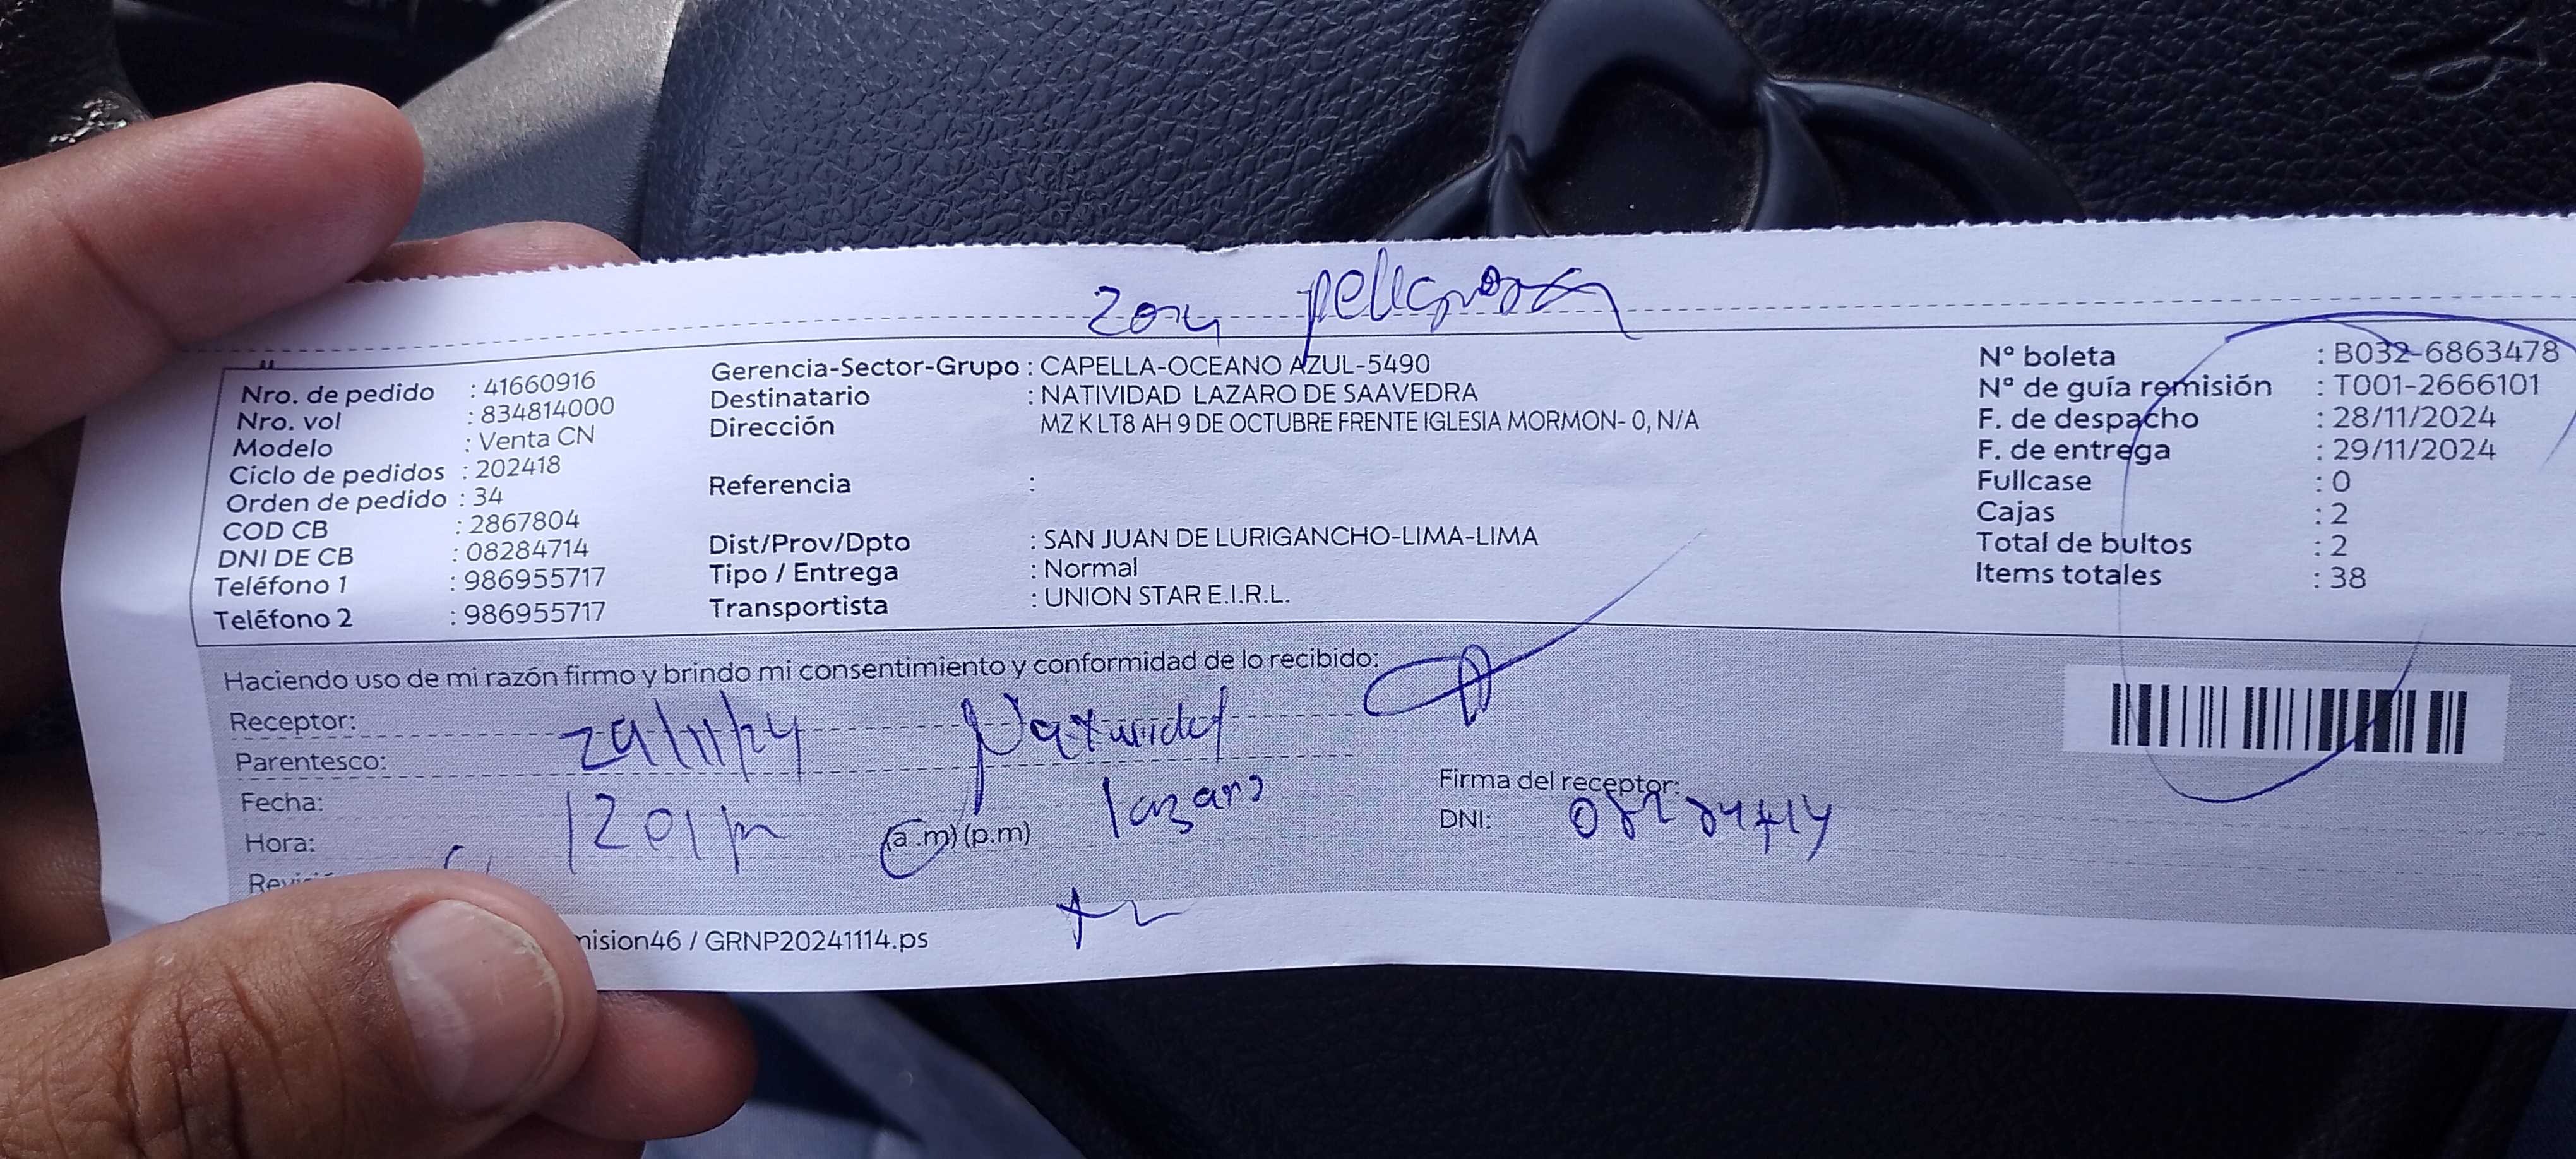 zona peligrosa
Nro. de pedido : 41660916
Nro. vol : 834814000
Modelo : Venta CN
Ciclo de pedidos : 202418
Orden de pedido : 34
COD CB : 2867804
DNI DE CB : 08284714
Teléfono 1 : 986955717
Teléfono 2 : 986955717
Gerencia-Sector-Grupo : CAPELLA-OCEANO AZUL-5490
Destinatario : NATIVIDAD LAZARO DE SAAVEDRA
Dirección MZ K LT8 AH 9 DE OCTUBRE FRENTE IGLESIA MORMON- 0, N/A
Referencia :
Dist/Prov/Dpto : SAN JUAN DE LURIGANCHO-LIMA-LIMA
Tipo / Entrega : Normal
Transportista : UNION STAR E.I.R.L.
Nº boleta : B032-6863478
Nª de guía remisión : T001-2666101
F. de despacho : 28/11/2024
F. de entrega : 29/11/2024
Fullcase : 0
Cajas : 2
Total de bultos : 2
Items totales : 38
Haciendo uso de mi razón firmo y brindo mi consentimiento y conformidad de lo recibido:
Receptor: 29/11/24 Natividad
Parentesco:
Fecha: lazaro
Hora: 1201pm (a.m) (p.m)
Firma del receptor:
DNI: 08284714
mision46 / GRNP20241114.ps